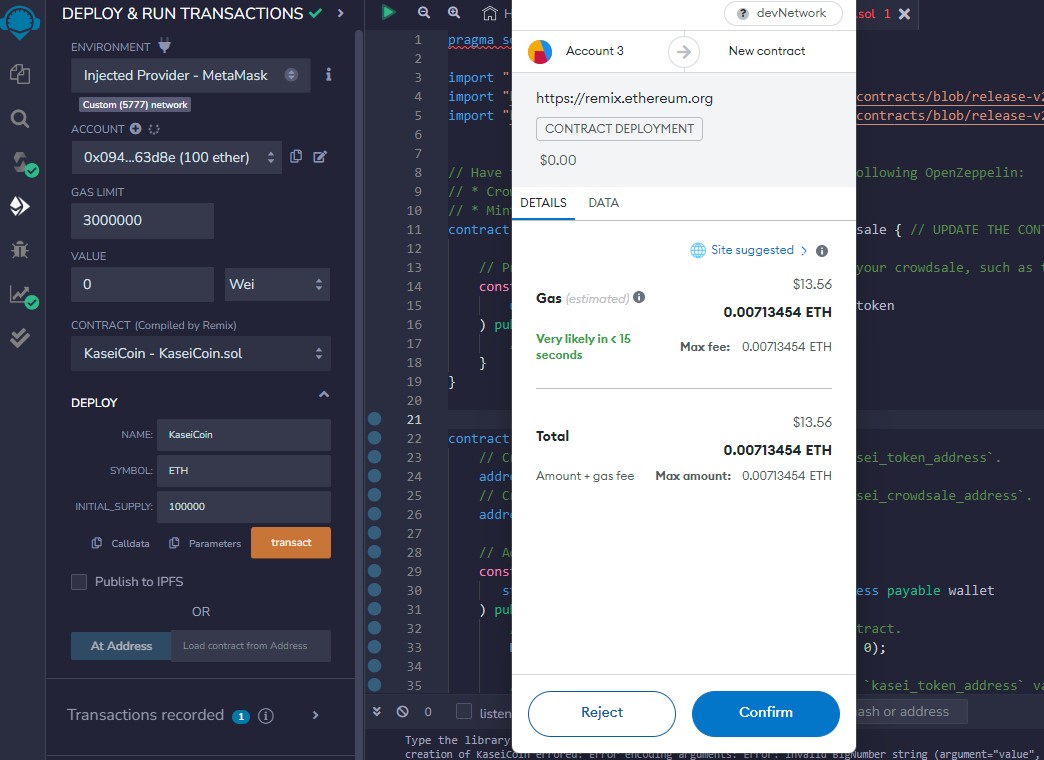 DEPLOY & RUN TRANSACTIONS
ENVIRONMENT
Injected Provider - MetaMask
Custom (5777) network
ACCOUNT
0x094...63d8e (100 ether)
GAS LIMIT
3000000
VALUE
0
Wei
CONTRACT (Compiled by Remix)
KaseiCoin - KaseiCoin.sol
DEPLOY
NAME:
KaseiCoin
SYMBOL:
ETH
INITIAL_SUPPLY:
100000
Calldata
Parameters
transact
Publish to IPFS
OR
At Address
Load contract from Address
Transactions recorded 1 i
.sol 1
1 pragma
2
3 import "
4 import " contracts/blob/release-v2
5 import " contracts/blob/release-v2
6
7
8 // Have ollowing OpenZeppelin:
9 // * Cro
10 // * Min
11 contract sale { // UPDATE THE CON
12
13 your crowdsale, such as
14 cons
15 token
16 ) pu
17
18 }
19 }
20
21
22 contract
23 sei_token_address`.
24 addr
25 sei_crowdsale_address`.
26 addr
27
28
29 cons
30 ess payable wallet
31 ) pu
32 tract.
33 0);
34
35 `kasei_token_address` va
0
listen
ash or address
Type the library
creation of KaseiCoin errored: Error encoding arguments: Error: invalid BigNumber string (argument="value",
? devNetwork
Account 3
New contract
https://remix.ethereum.org
CONTRACT DEPLOYMENT
$0.00
DETAILS
DATA
Site suggested >
$13.56
Gas (estimated)
0.00713454 ETH
Very likely in < 15
seconds
Max fee: 0.00713454 ETH
$13.56
Total
0.00713454 ETH
Amount + gas fee
Max amount: 0.00713454 ETH
Reject
Confirm